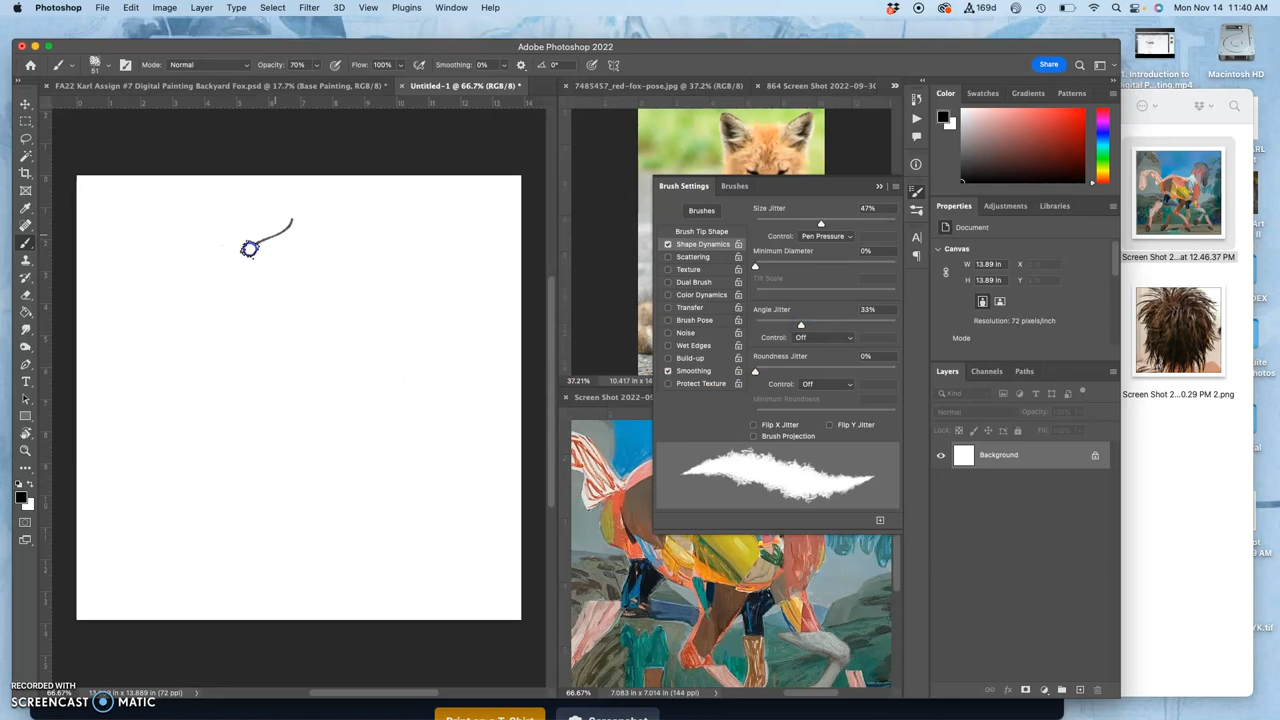 Photoshop File Edit Image Layer Type Select Filter 3D View Plugins Window Help 169d Mon Nov 14 11:40 AM
Adobe Photoshop 2022
51 Mode: Normal Opacity: 70% Flow: 100% Smoothing: 0% 0° Share
FA22 Karl Assign #7 Digital Painting Backyard Fox.psd @ 17.7% (Base Painting, RGB/8) * Untitled-1 @ 66.7% (RGB/8) * 7485457_red-fox-pose.jpg @ 37.2% (RGB/8) 864 Screen Shot 2022-09-30
Color Swatches Gradients Patterns
Brush Settings Brushes
Brushes
Brush Tip Shape
Shape Dynamics
Scattering
Texture
Dual Brush
Color Dynamics
Transfer
Brush Pose
Noise
Wet Edges
Build-up
Smoothing
Protect Texture
Size Jitter 47%
Control: Pen Pressure
Minimum Diameter 0%
Tilt Scale
Angle Jitter 33%
Control: Off
Roundness Jitter 0%
Control: Off
Minimum Roundness
Flip X Jitter Flip Y Jitter
Brush Projection
Properties Adjustments Libraries
Document
Canvas
W 13.89 in X 0 in
H 13.89 in Y 0 in
Resolution: 72 pixels/inch
Mode
Layers Channels Paths
Kind
Normal Opacity: 100%
Lock: Fill: 100%
Background
37.21% 10.417 in x
Screen Shot 2022-09
66.67% 7.083 in x 7.014 in (144 ppi)
66.67% 13.889 in x 13.889 in (72 ppi)
1. Introduction to
Macintosh HD
Screen Shot 2...at 12.46.37 PM
Screen Shot 2...0.29 PM 2.png
RECORDED WITH
SCREENCAST MATIC
Print on a T-Shirt
Screenshot